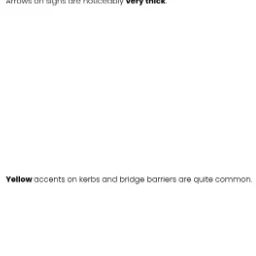 Arrows on signs are noticeably very thick.
Yellow accents on kerbs and bridge barriers are quite common.